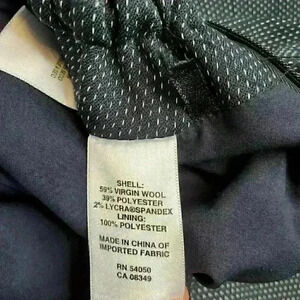 SHELL:
59% VIRGIN WOOL
39% POLYESTER
2% LYCRA®SPANDEX
LINING:
100% POLYESTER
MADE IN CHINA OF
IMPORTED FABRIC
RN 54050
CA 08349